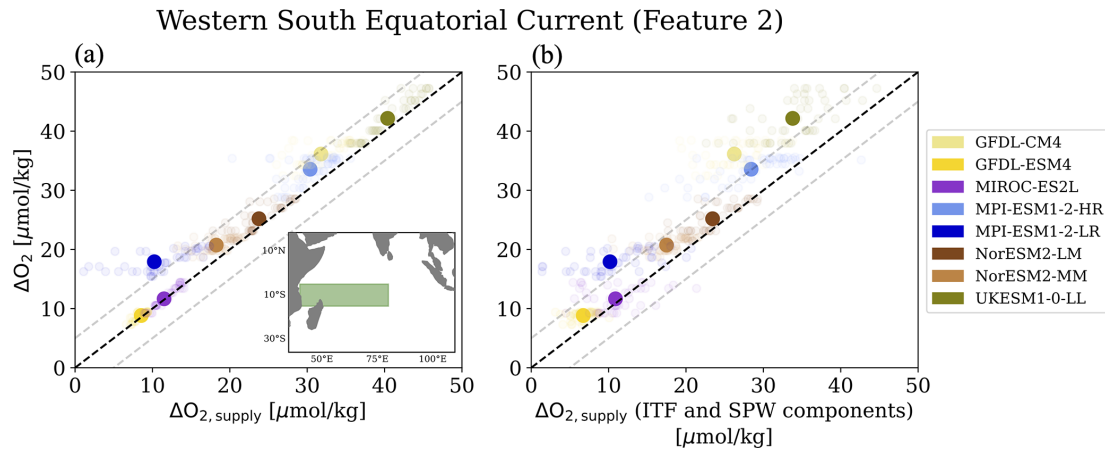 Western South Equatorial Current (Feature 2)
(a)
50
40
30
20
10
0
ΔO₂ [μmol/kg]
0 10 20 30 40 50
ΔO₂,supply [μmol/kg]
10°N
10°S
30°S
50°E 75°E 100°E
(b)
50
40
30
20
10
0
0 10 20 30 40 50
ΔO₂,supply (ITF and SPW components)
[μmol/kg]
GFDL-CM4
GFDL-ESM4
MIROC-ES2L
MPI-ESM1-2-HR
MPI-ESM1-2-LR
NorESM2-LM
NorESM2-MM
UKESM1-0-LL